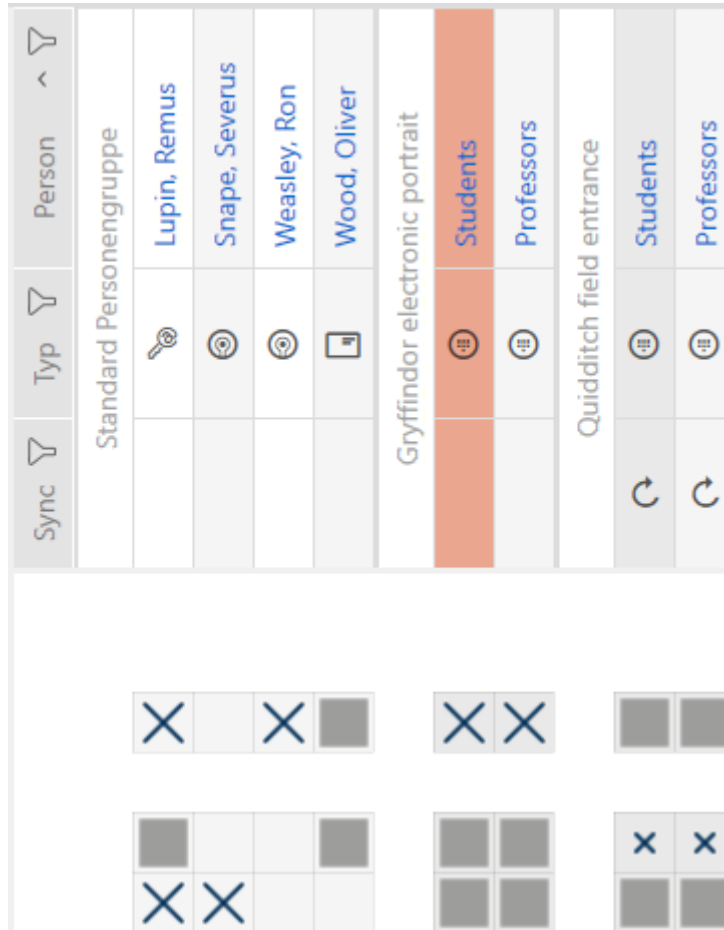 Person
Typ
Sync
Standard Personengruppe
Lupin, Remus
Snape, Severus
Weasley, Ron
Wood, Oliver
Gryffindor electronic portrait
Students
Professors
Quidditch field entrance
Students
Professors